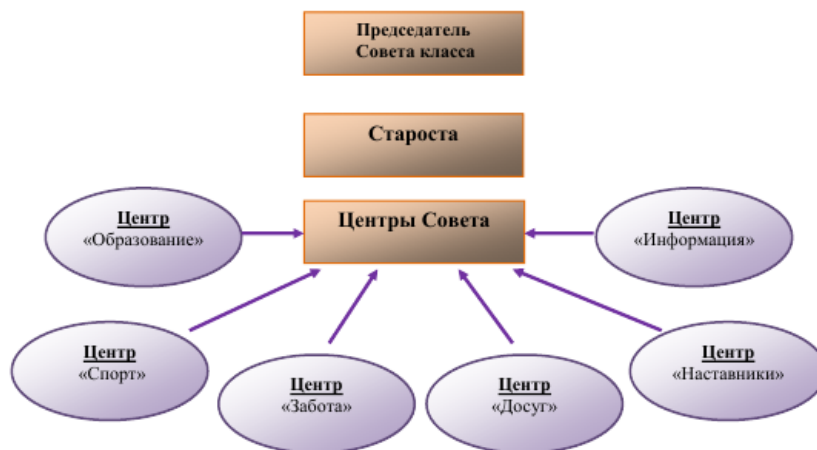 Председатель
Совета класса
Староста
Центры Совета
Центр
«Образование»
Центр
«Информация»
Центр
«Спорт»
Центр
«Забота»
Центр
«Досуг»
Центр
«Наставники»